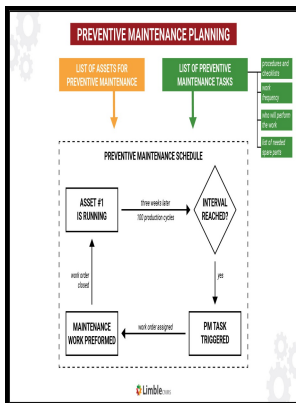 PREVENTIVE MAINTENANCE PLANNING
LIST OF ASSETS FOR
PREVENTIVE MAINTENANCE
LIST OF PREVENTIVE
MAINTENANCE TASKS
procedures and
checklists
work
frequency
who will perform
the work
list of needed
spare parts
PREVENTIVE MAINTENANCE SCHEDULE
ASSET #1
IS RUNNING
three weeks later
100 production cycles
INTERVAL
REACHED?
yes
work order
closed
MAINTENANCE
WORK PREFORMED
work order assigned
PM TASK
TRIGGERED
Limble CMMS